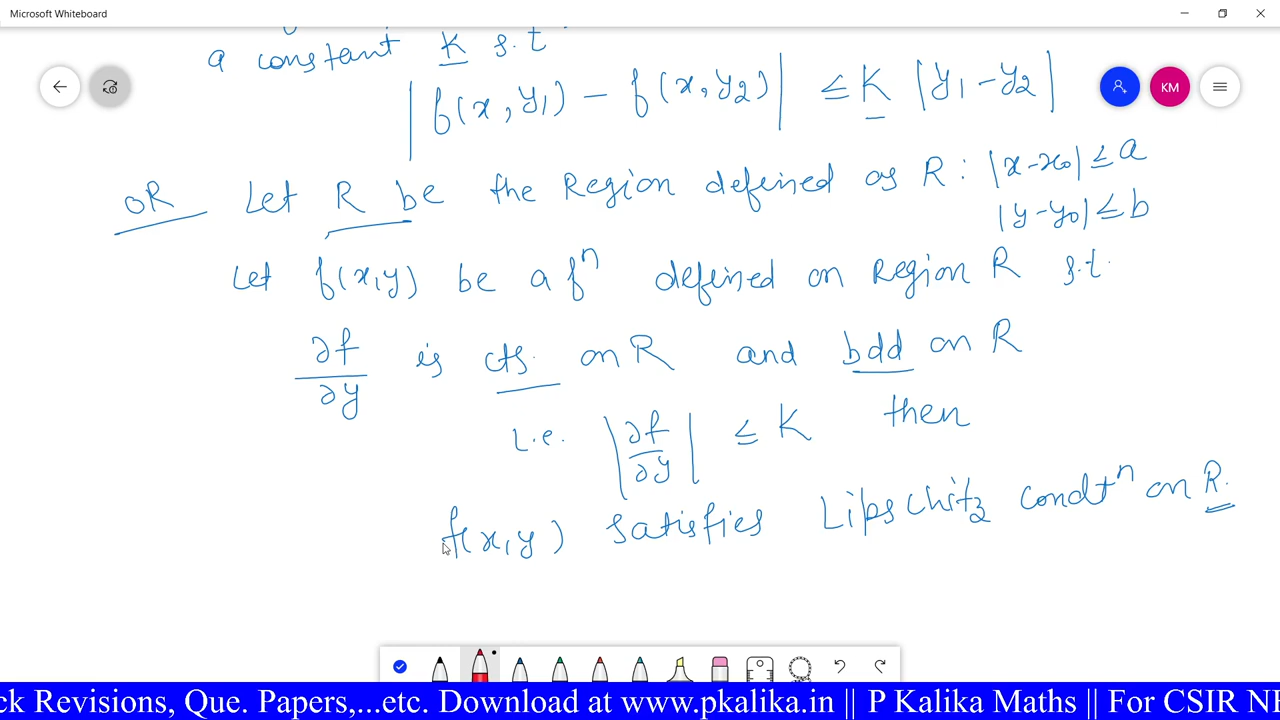 Microsoft Whiteboard
a constant K s.t
|f(x, y1) - f(x, y2)| ≤ K |y1 - y2|
KM
OR Let R be the Region defined as R: |x-x0| ≤ a
|y-y0| ≤ b
Let f(x,y) be a fⁿ defined on Region R s.t.
∂f/∂y is cts. on R and bdd on R
i.e. |∂f/∂y| ≤ K then
f(x,y) satisfies Lipschitz condtⁿ on R.
ck Revisions, Que. Papers,...etc. Download at www.pkalika.in || P Kalika Maths || For CSIR NE